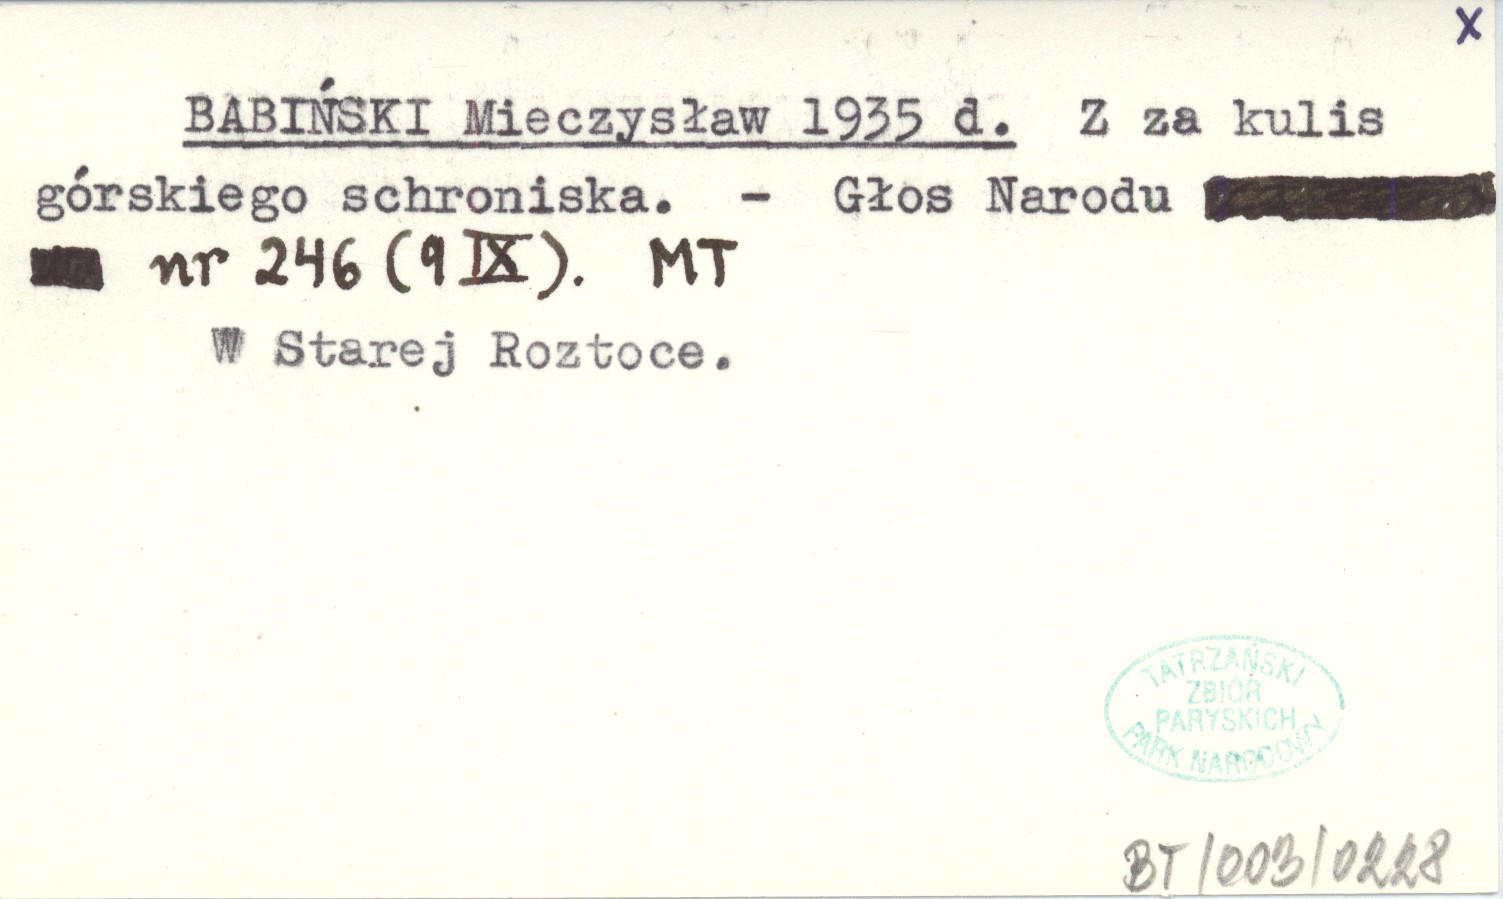 X
BABIŃSKI Mieczysław 1935 d. Z za kulis
górskiego schroniska. - Głos Narodu
nr 246 (9 IX). MT
W Starej Roztoce.
TATRZAŃSKI
ZBIÓR
PARYSKICH
PARK NARODOWY
BT/003/0228